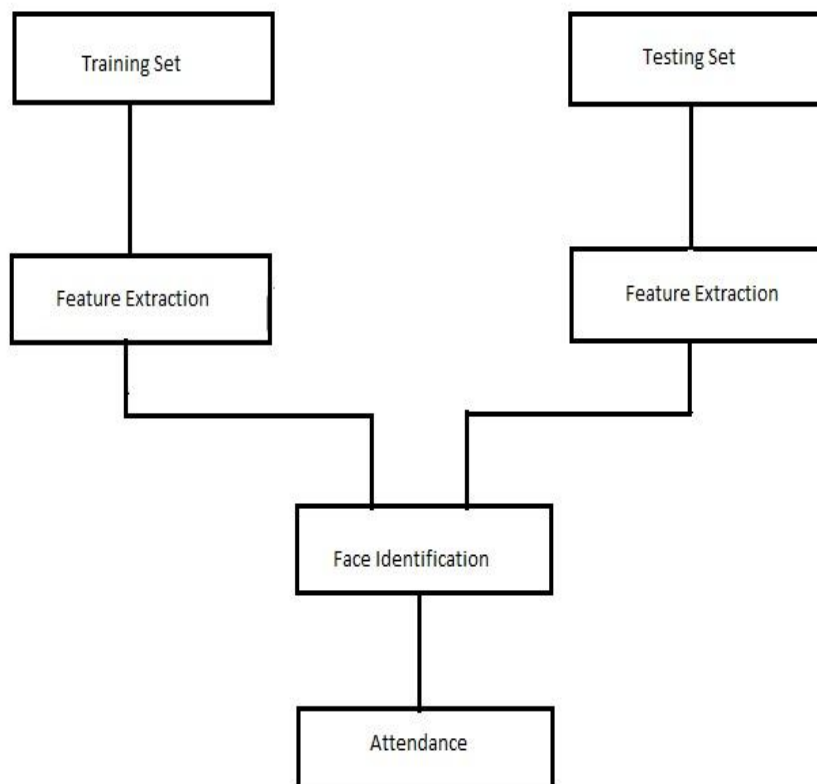 Training Set
Testing Set
Feature Extraction
Feature Extraction
Face Identification
Attendance